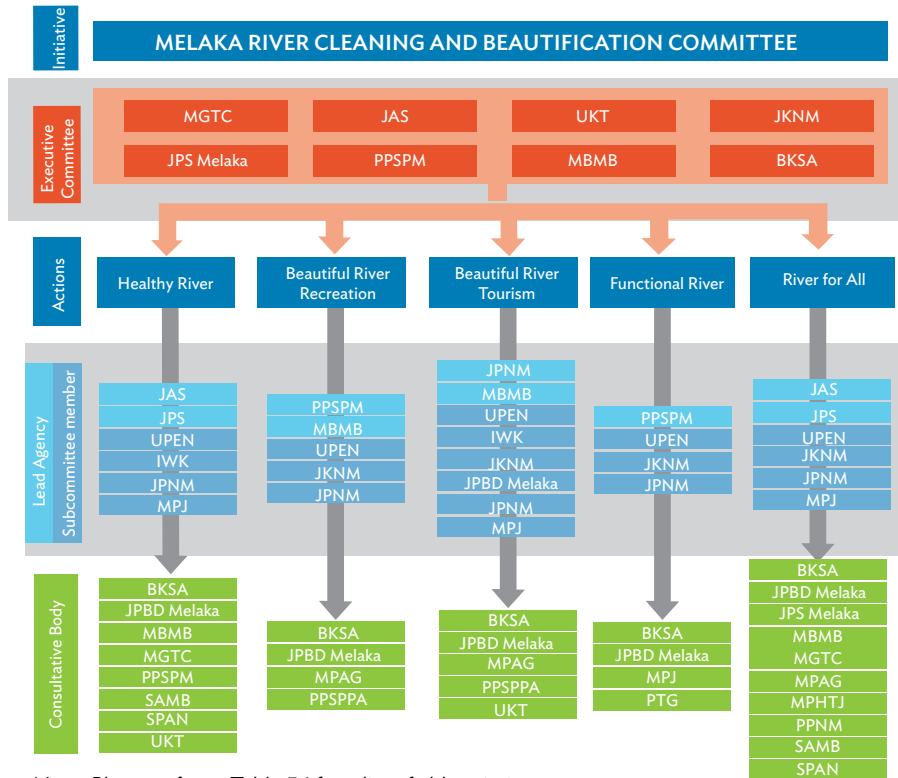 Initiative
MELAKA RIVER CLEANING AND BEAUTIFICATION COMMITTEE
Executive
Committee
MGTC
JAS
UKT
JKNM
JPS Melaka
PPSPM
MBMB
BKSA
Actions
Healthy River
Beautiful River
Recreation
Beautiful River
Tourism
Functional River
River for All
Lead Agency
Subcommittee member
JAS
JPS
UPEN
IWK
JPNM
MPJ
PPSPM
MBMB
UPEN
JKNM
JPNM
JPNM
MBMB
UPEN
IWK
JKNM
JPBD Melaka
JPNM
MPJ
PPSPM
UPEN
JKNM
JPNM
JAS
JPS
UPEN
JKNM
JPNM
MPJ
Consultative Body
BKSA
JPBD Melaka
MBMB
MGTC
PPSPM
SAMB
SPAN
UKT
BKSA
JPBD Melaka
MPAG
PPSPPA
BKSA
JPBD Melaka
MPAG
PPSPPA
UKT
BKSA
JPBD Melaka
MPJ
PTG
BKSA
JPBD Melaka
JPS Melaka
MBMB
MGTC
MPAG
MPHTJ
PPNM
SAMB
SPAN